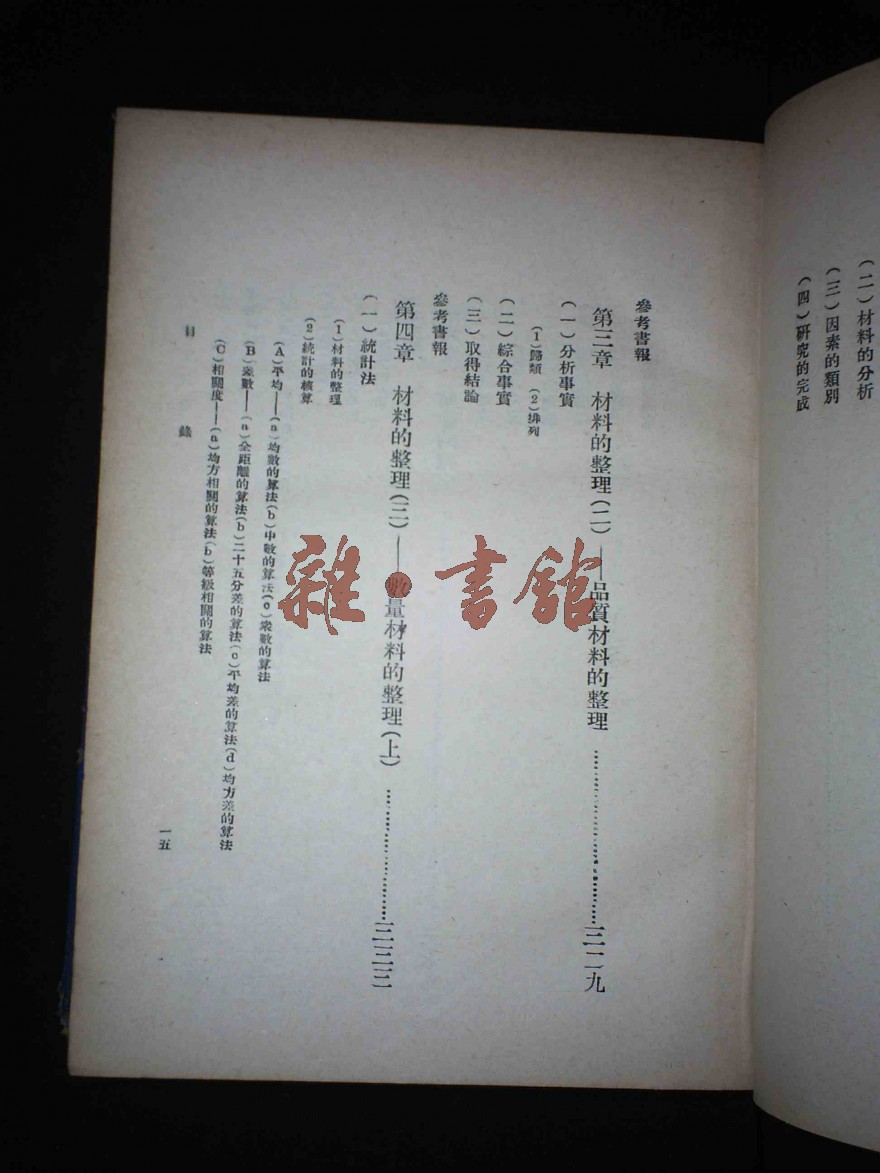 (二)材料的分析
(三)因素的類別
(四)研究的完成
參考書報
第三章 材料的整理(二)——品質材料的整理……三二九
(一)分析事實
(1)歸類 (2)排列
(二)綜合事實
(三)取得結論
參考書報
第四章 材料的整理(三)——數量材料的整理(上)……三三三
(一)統計法
(1)材料的整理
(2)統計的核算
(A)平均——(a)均數的算法(b)中數的算法(c)衆數的算法
(B)差數——(a)全距離的算法(b)二十五分差的算法(c)平均差的算法(d)均方差的算法
(C)相關度——(a)均方相關的算法(b)等級相關的算法
目錄
一五
雜·書館